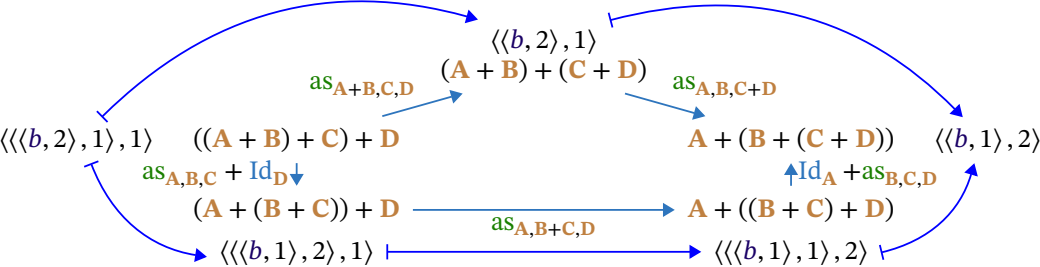 ⟨⟨b, 2⟩, 1⟩
(A + B) + (C + D)
as_{A+B,C,D} as_{A,B,C+D}
⟨⟨⟨b, 2⟩, 1⟩, 1⟩ ((A + B) + C) + D A + (B + (C + D)) ⟨⟨b, 1⟩, 2⟩
as_{A,B,C} + Id_D Id_A + as_{B,C,D}
(A + (B + C)) + D A + ((B + C) + D)
as_{A,B+C,D}
⟨⟨⟨b, 1⟩, 2⟩, 1⟩ ⟨⟨⟨b, 1⟩, 1⟩, 2⟩